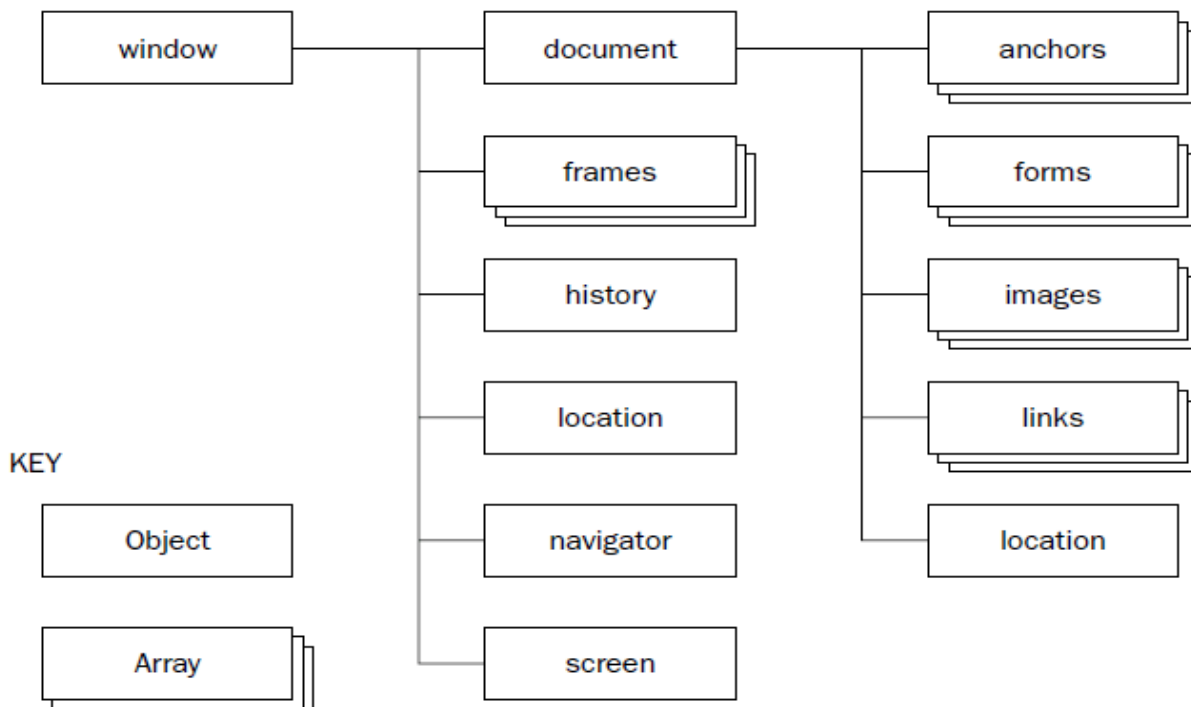 window
document
anchors
frames
forms
history
images
location
links
KEY
Object
navigator
location
Array
screen